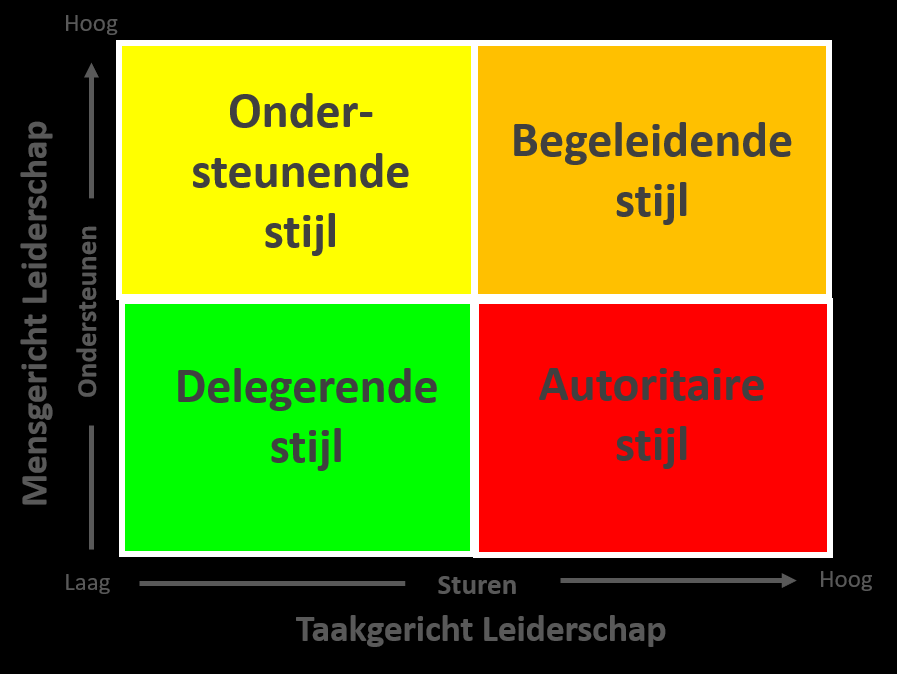 Hoog
Onder-
steunende
stijl
Begeleidende
stijl
Mensgericht Leiderschap
Ondersteunen
Delegerende
stijl
Autoritaire
stijl
Laag
Sturen
Hoog
Taakgericht Leiderschap